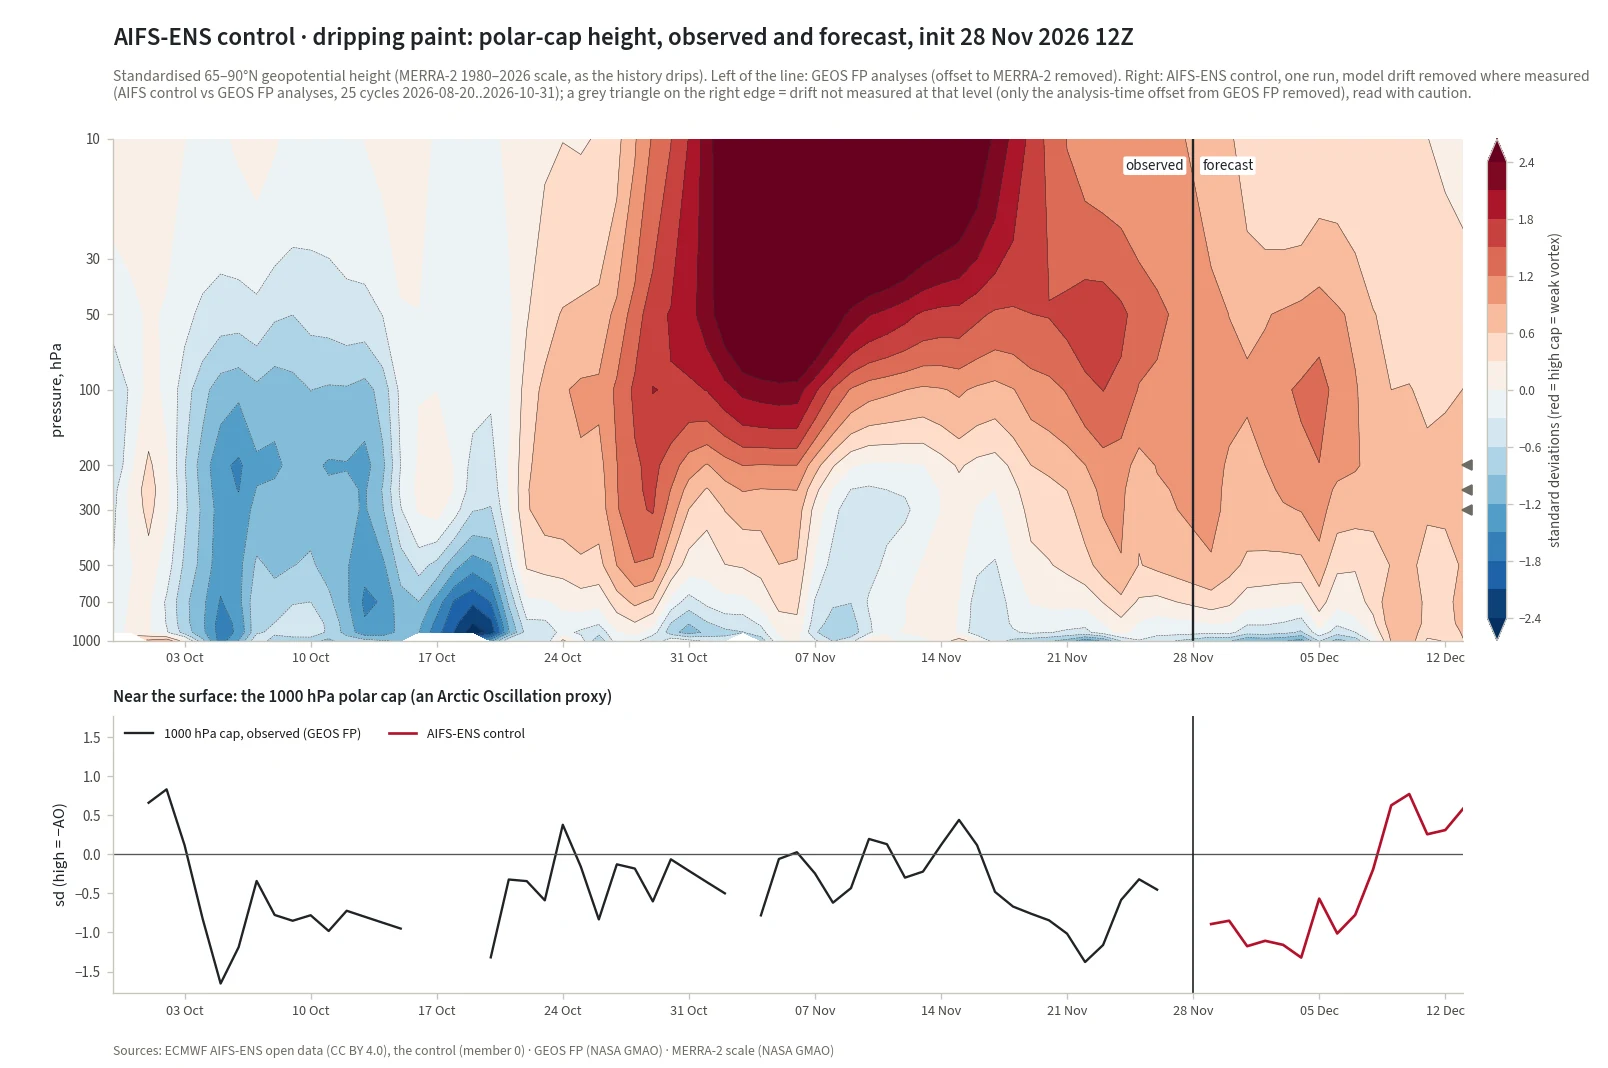 AIFS-ENS control · dripping paint: polar-cap height, observed and forecast, init 28 Nov 2026 12Z
Standardised 65–90°N geopotential height (MERRA-2 1980–2026 scale, as the history drips). Left of the line: GEOS FP analyses (offset to MERRA-2 removed). Right: AIFS-ENS control, one run, model drift removed where measured
(AIFS control vs GEOS FP analyses, 25 cycles 2026-08-20..2026-10-31); a grey triangle on the right edge = drift not measured at that level (only the analysis-time offset from GEOS FP removed), read with caution.
pressure, hPa
10
30
50
100
200
300
500
700
1000
observed
forecast
03 Oct
10 Oct
17 Oct
24 Oct
31 Oct
07 Nov
14 Nov
21 Nov
28 Nov
05 Dec
12 Dec
2.4
1.8
1.2
0.6
0.0
−0.6
−1.2
−1.8
−2.4
standard deviations (red = high cap = weak vortex)
Near the surface: the 1000 hPa polar cap (an Arctic Oscillation proxy)
1000 hPa cap, observed (GEOS FP)
AIFS-ENS control
sd (high = −AO)
1.5
1.0
0.5
0.0
−0.5
−1.0
−1.5
03 Oct
10 Oct
17 Oct
24 Oct
31 Oct
07 Nov
14 Nov
21 Nov
28 Nov
05 Dec
12 Dec
Sources: ECMWF AIFS-ENS open data (CC BY 4.0), the control (member 0) · GEOS FP (NASA GMAO) · MERRA-2 scale (NASA GMAO)